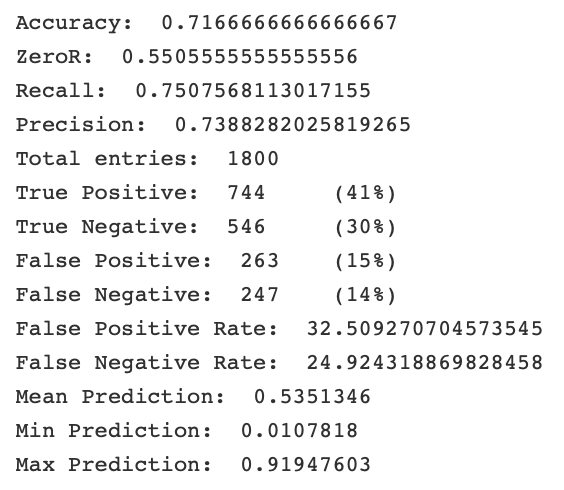 Accuracy:  0.7166666666666667
ZeroR:  0.5505555555555556
Recall:  0.7507568113017155
Precision:  0.7388282025819265
Total entries:  1800
True Positive:  744     (41%)
True Negative:  546     (30%)
False Positive:  263    (15%)
False Negative:  247    (14%)
False Positive Rate:  32.509270704573545
False Negative Rate:  24.924318869828458
Mean Prediction:  0.5351346
Min Prediction:  0.0107818
Max Prediction:  0.91947603